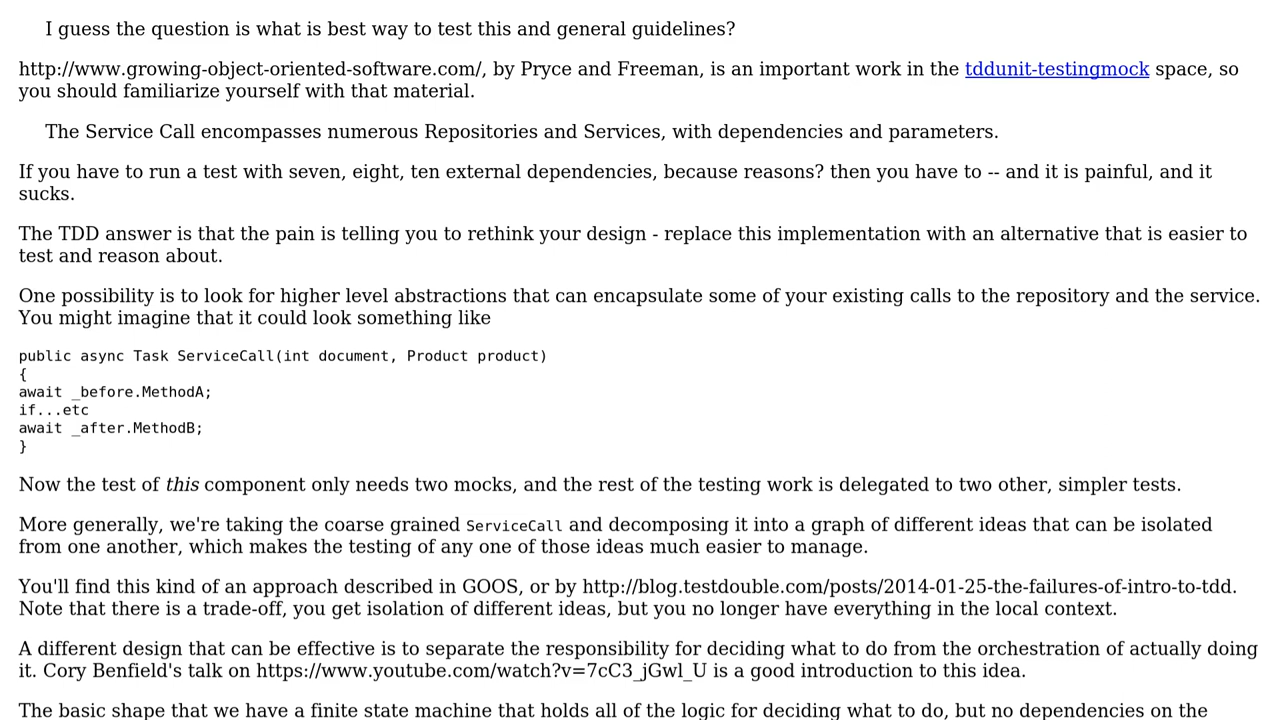 I guess the question is what is best way to test this and general guidelines?
http://www.growing-object-oriented-software.com/, by Pryce and Freeman, is an important work in the tddunit-testingmock space, so
you should familiarize yourself with that material.
The Service Call encompasses numerous Repositories and Services, with dependencies and parameters.
If you have to run a test with seven, eight, ten external dependencies, because reasons? then you have to -- and it is painful, and it
sucks.
The TDD answer is that the pain is telling you to rethink your design - replace this implementation with an alternative that is easier to
test and reason about.
One possibility is to look for higher level abstractions that can encapsulate some of your existing calls to the repository and the service.
You might imagine that it could look something like
public async Task ServiceCall(int document, Product product)
{
await _before.MethodA;
if...etc
await _after.MethodB;
}
Now the test of this component only needs two mocks, and the rest of the testing work is delegated to two other, simpler tests.
More generally, we're taking the coarse grained ServiceCall and decomposing it into a graph of different ideas that can be isolated
from one another, which makes the testing of any one of those ideas much easier to manage.
You'll find this kind of an approach described in GOOS, or by http://blog.testdouble.com/posts/2014-01-25-the-failures-of-intro-to-tdd.
Note that there is a trade-off, you get isolation of different ideas, but you no longer have everything in the local context.
A different design that can be effective is to separate the responsibility for deciding what to do from the orchestration of actually doing
it. Cory Benfield's talk on https://www.youtube.com/watch?v=7cC3_jGwl_U is a good introduction to this idea.
The basic shape that we have a finite state machine that holds all of the logic for deciding what to do, but no dependencies on the